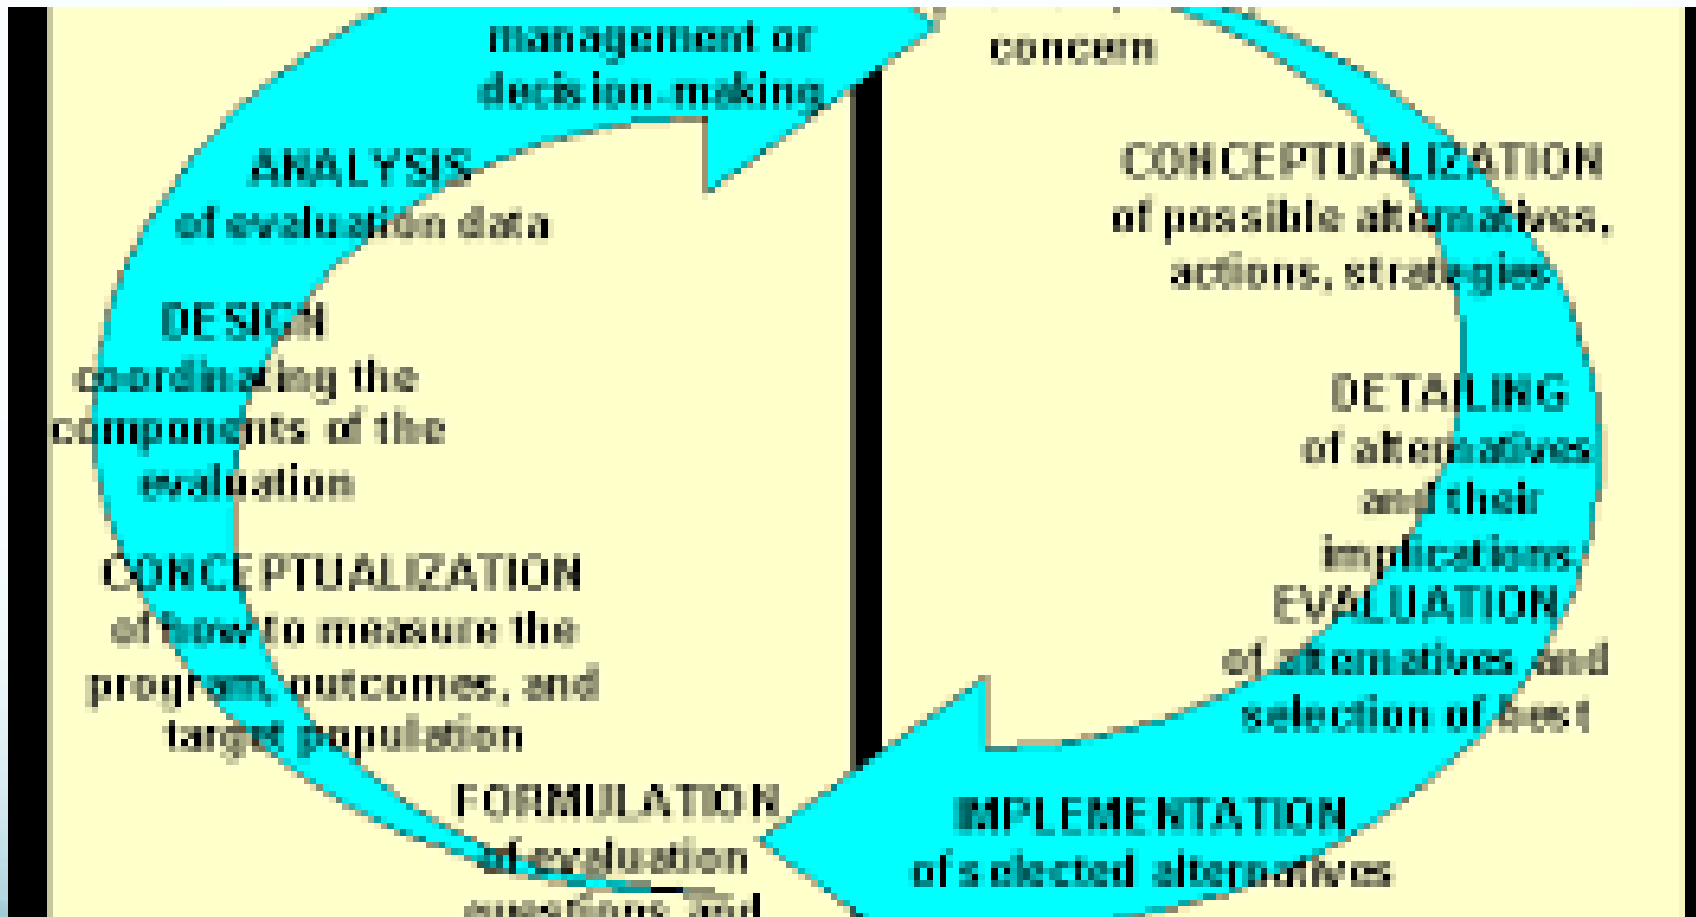 management or
decision-making
concern
ANALYSIS
of evaluation data
CONCEPTUALIZATION
of possible alternatives,
actions, strategies
DESIGN
coordinating the
components of the
evaluation
DETAILING
of alternatives
and their
implications
CONCEPTUALIZATION
of how to measure the
program, outcomes, and
target population
EVALUATION
of alternatives and
selection of best
FORMULATION
of evaluation
questions and
IMPLEMENTATION
of selected alternatives